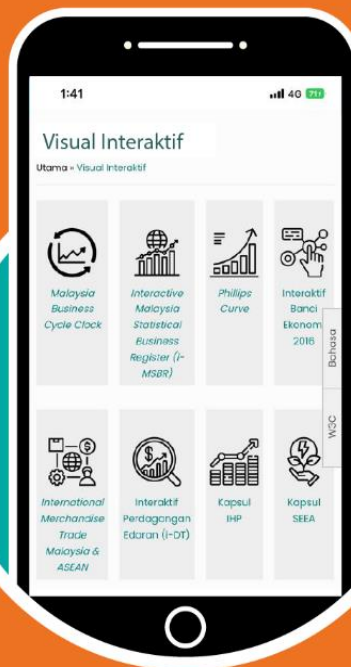 1:41
4G 71
Visual Interaktif
Utama » Visual Interaktif
Malaysia
Business
Cycle Clock
Interactive
Malaysia
Statistical
Business
Register (i-
MSBR)
Phillips
Curve
Interaktif
Banci
Ekonom
2016
Bahasa
W3C
International
Merchandise
Trade
Malaysia &
ASEAN
Interaktif
Perdagangan
Edaran (i-DT)
Kapsul
IHP
Kapsul
SEEA